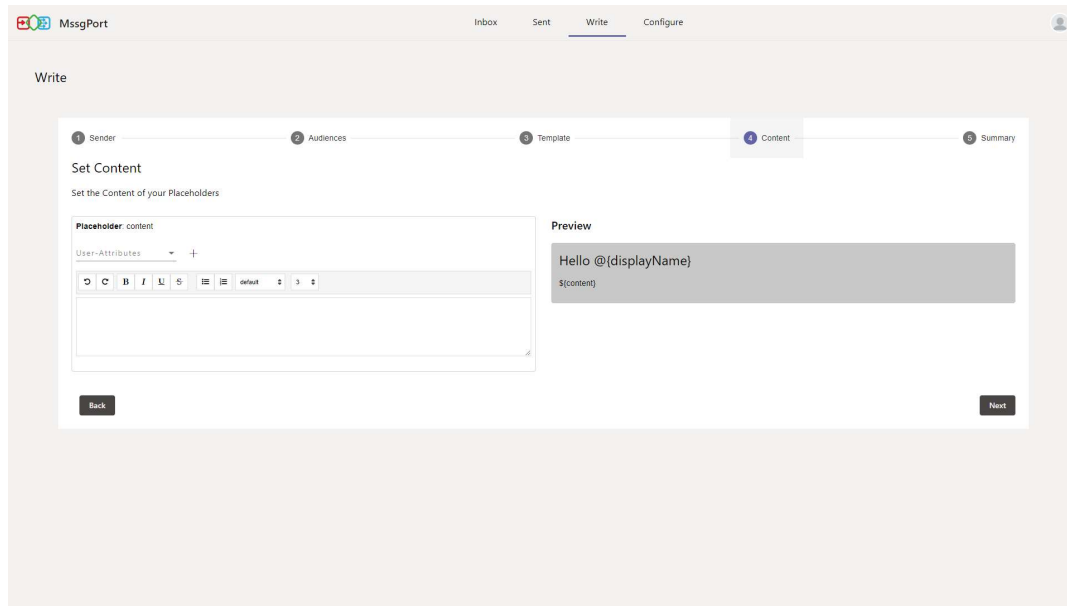 MssgPort Inbox Sent Write Configure
Write
1 Sender 2 Audiences 3 Template 4 Content 5 Summary
Set Content
Set the Content of your Placeholders
Placeholder: content
User-Attributes
B I U S default 3
Preview
Hello @{displayName}
${content}
Back Next